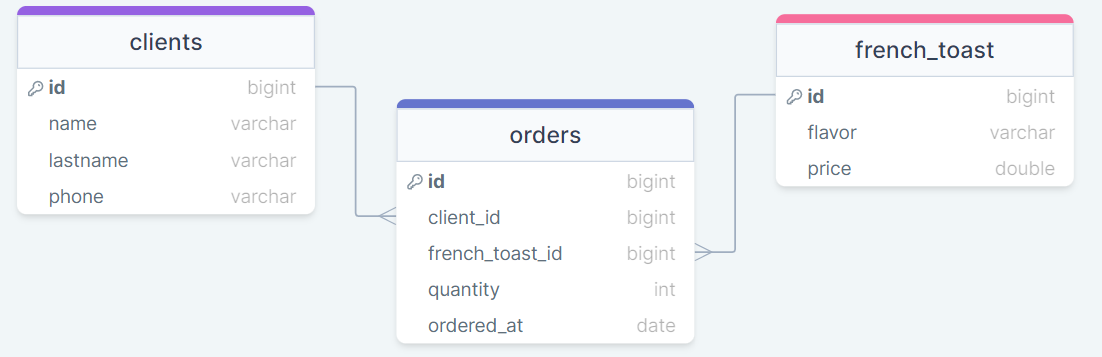 clients
id bigint
name varchar
lastname varchar
phone varchar
orders
id bigint
client_id bigint
french_toast_id bigint
quantity int
ordered_at date
french_toast
id bigint
flavor varchar
price double